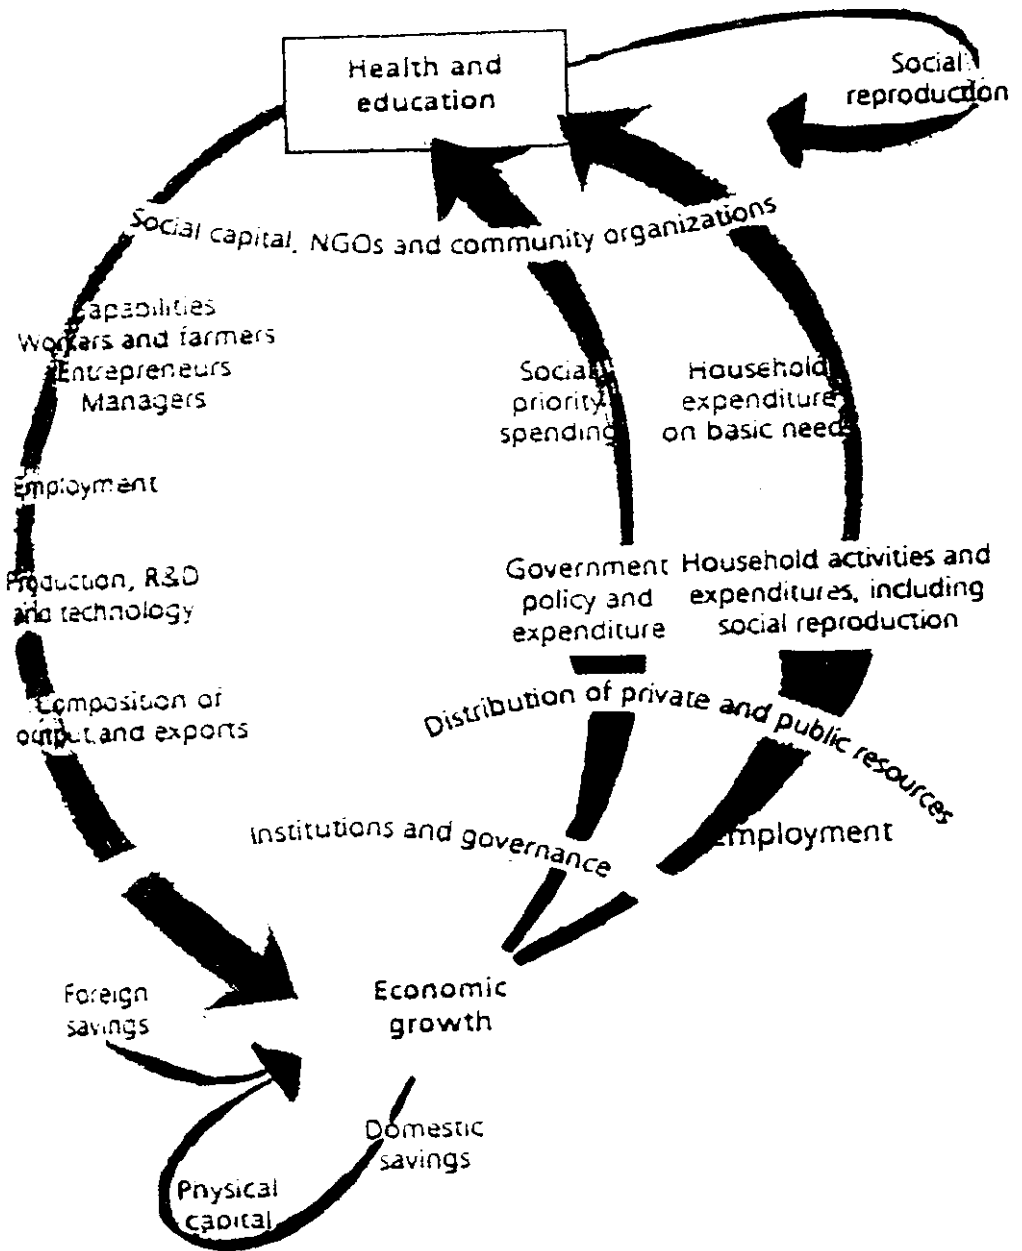 Health and
education
Social
reproduction
Social capital, NGOs and community organizations
Capabilities
Workers and farmers
Entrepreneurs
Managers
Social
priority
spending
Household
expenditure
on basic needs
Employment
Production, R&D
and technology
Government
policy and
expenditure
Household activities and
expenditures, including
social reproduction
Composition of
output and exports
Distribution of private and public resources
Institutions and governance
Employment
Foreign
savings
Economic
growth
Domestic
savings
Physical
capital